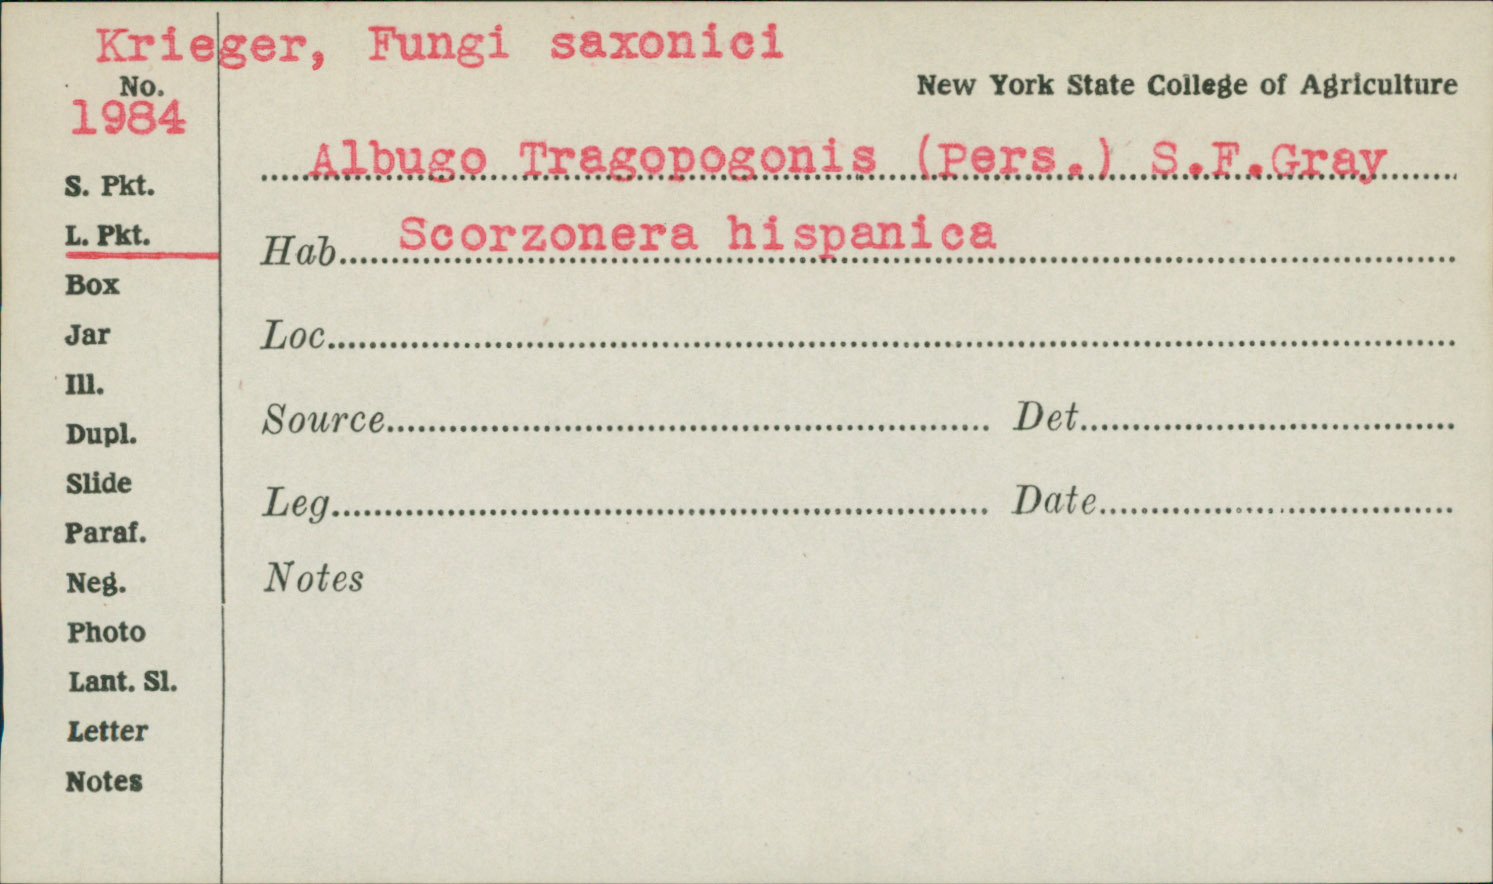 Krieger, Fungi saxonici
No.
New York State College of Agriculture
1984
Albugo Tragopogonis (Pers.) S.F.Gray
S. Pkt.
L. Pkt.
Hab. Scorzonera hispanica
Box
Jar
Loc.
Ill.
Dupl.
Source Det.
Slide
Leg. Date
Paraf.
Neg.
Notes
Photo
Lant. Sl.
Letter
Notes